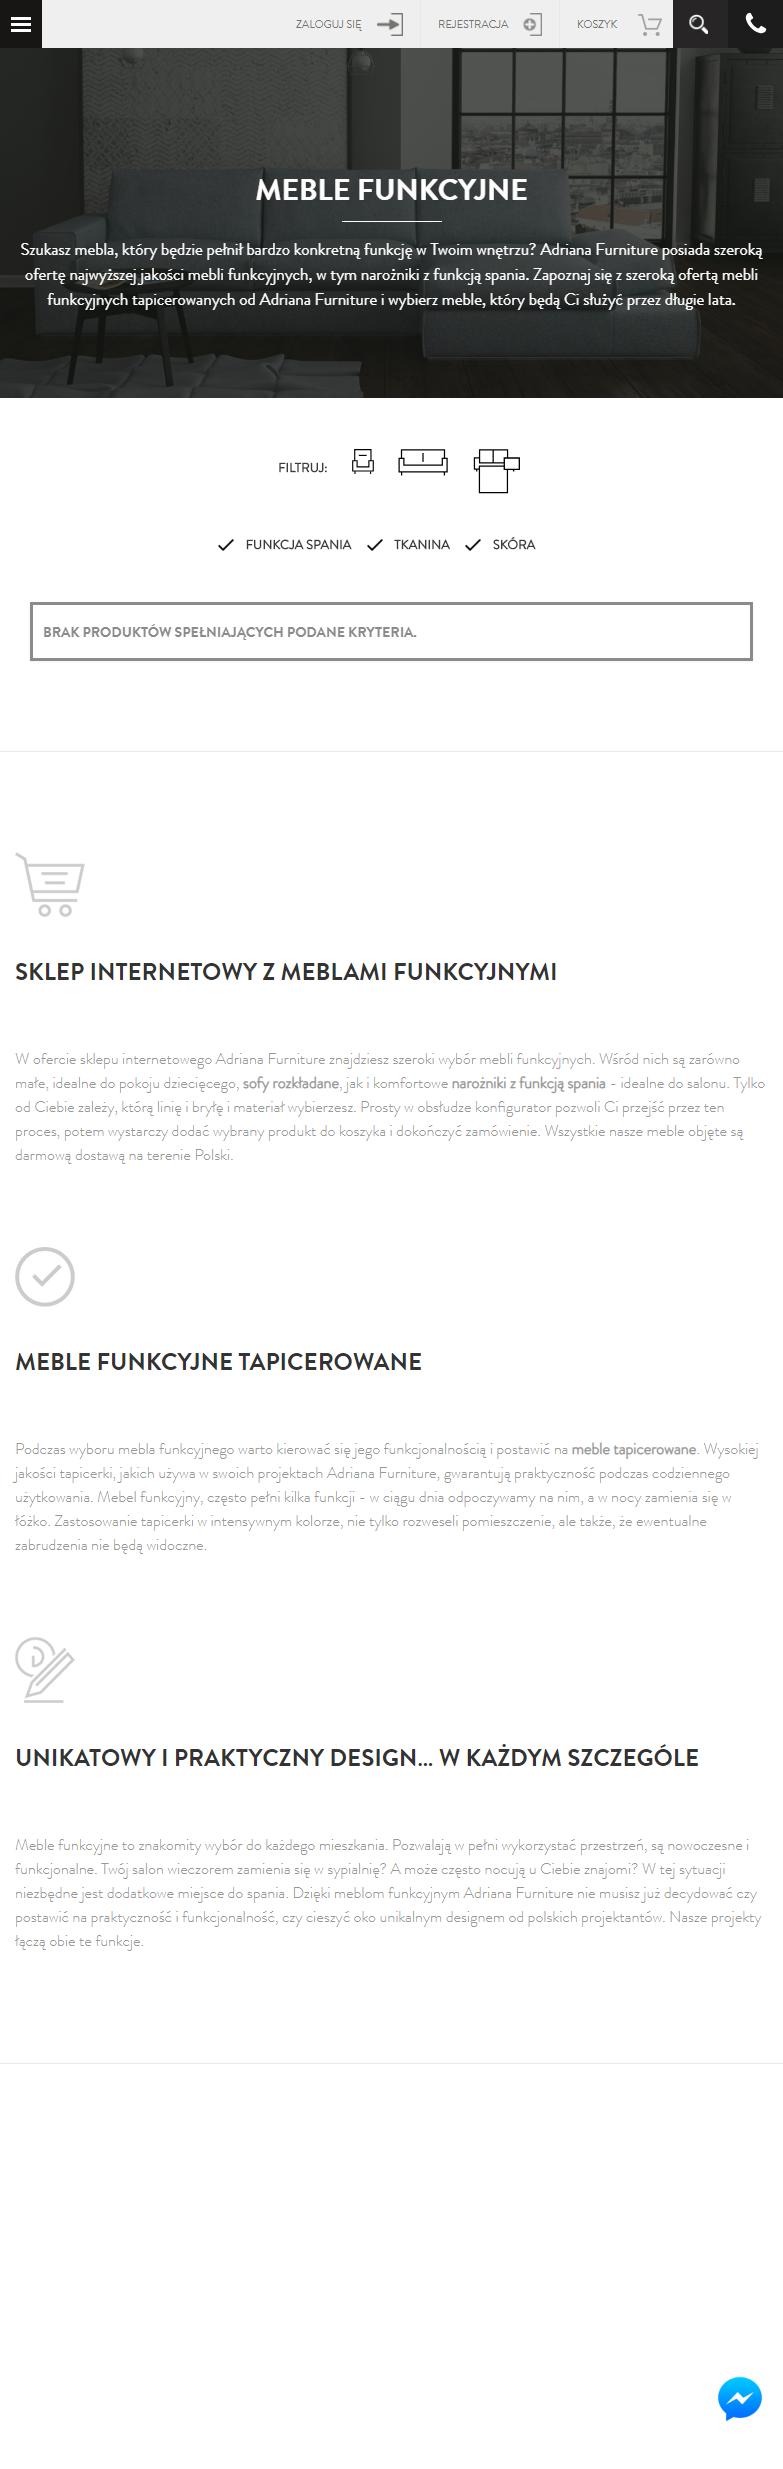 ZALOGUJ SIĘ
REJESTRACJA
KOSZYK
MEBLE FUNKCYJNE
Szukasz mebla, który będzie pełnił bardzo konkretną funkcję w Twoim wnętrzu? Adriana Furniture posiada szeroką
ofertę najwyższej jakości mebli funkcyjnych, w tym narożniki z funkcją spania. Zapoznaj się z szeroką ofertą mebli
funkcyjnych tapicerowanych od Adriana Furniture i wybierz meble, który będą Ci służyć przez długie lata.
FILTRUJ:
FUNKCJA SPANIA
TKANINA
SKÓRA
BRAK PRODUKTÓW SPEŁNIAJĄCYCH PODANE KRYTERIA.
SKLEP INTERNETOWY Z MEBLAMI FUNKCYJNYMI
W ofercie sklepu internetowego Adriana Furniture znajdziesz szeroki wybór mebli funkcyjnych. Wśród nich są zarówno
małe, idealne do pokoju dziecięcego, sofy rozkładane, jak i komfortowe narożniki z funkcją spania - idealne do salonu. Tylko
od Ciebie zależy, którą linię i bryłę i materiał wybierzesz. Prosty w obsłudze konfigurator pozwoli Ci przejść przez ten
proces, potem wystarczy dodać wybrany produkt do koszyka i dokończyć zamówienie. Wszystkie nasze meble objęte są
darmową dostawą na terenie Polski.
MEBLE FUNKCYJNE TAPICEROWANE
Podczas wyboru mebla funkcyjnego warto kierować się jego funkcjonalnością i postawić na meble tapicerowane. Wysokiej
jakości tapicerki, jakich używa w swoich projektach Adriana Furniture, gwarantują praktyczność podczas codziennego
użytkowania. Mebel funkcyjny, często pełni kilka funkcji - w ciągu dnia odpoczywamy na nim, a w nocy zamienia się w
łóżko. Zastosowanie tapicerki w intensywnym kolorze, nie tylko rozweseli pomieszczenie, ale także, że ewentualne
zabrudzenia nie będą widoczne.
UNIKATOWY I PRAKTYCZNY DESIGN... W KAŻDYM SZCZEGÓLE
Meble funkcyjne to znakomity wybór do każdego mieszkania. Pozwalają w pełni wykorzystać przestrzeń, są nowoczesne i
funkcjonalne. Twój salon wieczorem zamienia się w sypialnię? A może często nocują u Ciebie znajomi? W tej sytuacji
niezbędne jest dodatkowe miejsce do spania. Dzięki meblom funkcyjnym Adriana Furniture nie musisz już decydować czy
postawić na praktyczność i funkcjonalność, czy cieszyć oko unikalnym designem od polskich projektantów. Nasze projekty
łączą obie te funkcje.